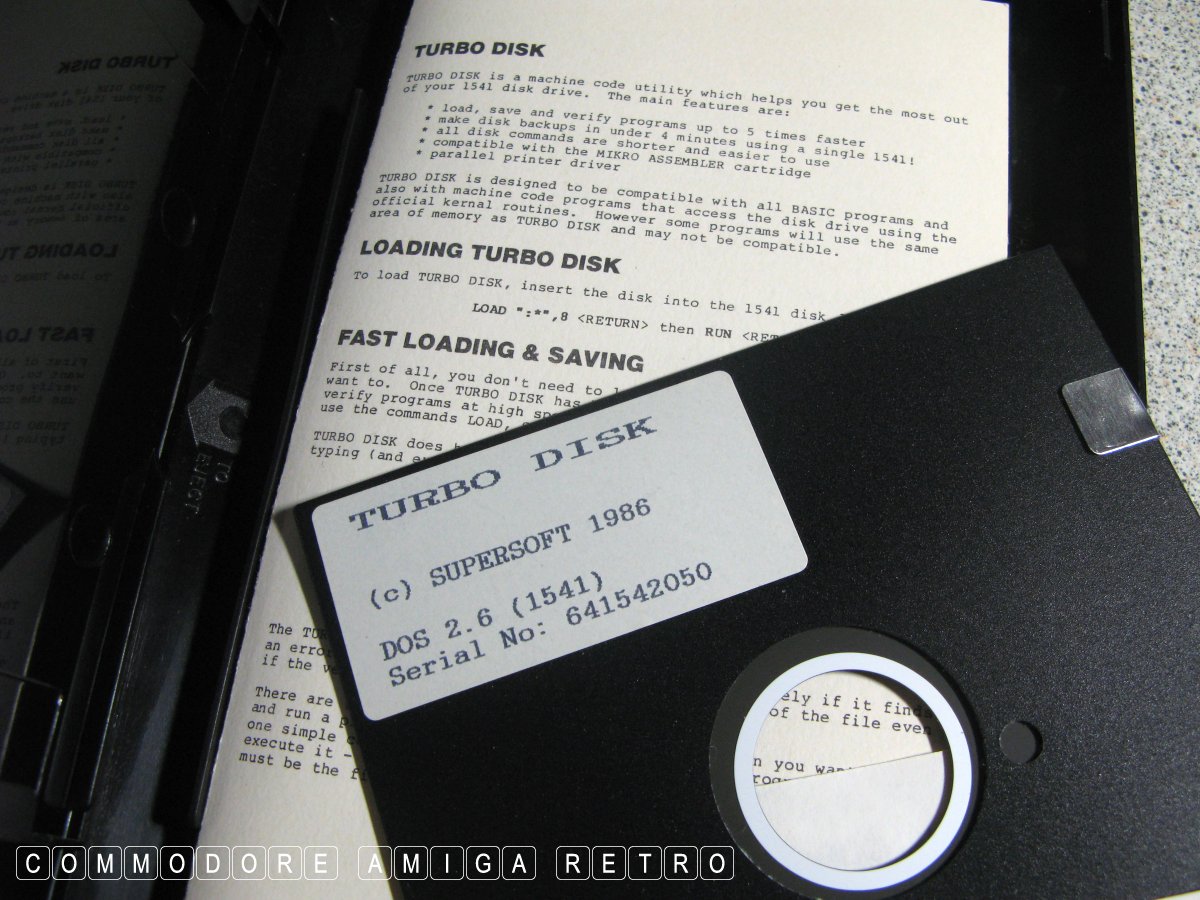 TURBO DISK
TURBO DISK is a machine code utility which helps you get the most out
of your 1541 disk drive. The main features are:
* load, save and verify programs up to 5 times faster
* make disk backups in under 4 minutes using a single 1541!
* all disk commands are shorter and easier to use
* compatible with the MIKRO ASSEMBLER cartridge
* parallel printer driver
TURBO DISK is designed to be compatible with all BASIC programs and
also with machine code programs that access the disk drive using the
official kernal routines. However some programs will use the same
area of memory as TURBO DISK and may not be compatible.
LOADING TURBO DISK
To load TURBO DISK, insert the disk into the 1541 disk
LOAD ":*",8 <RETURN> then RUN
FAST LOADING & SAVING
First of all, you don't need to
want to. Once TURBO DISK has
verify programs at high
use the commands LOAD,
TURBO DISK does
typing (and
TURBO DISK
(c) SUPERSOFT 1986
DOS 2.6 (1541)
Serial No: 641542050
The
an
if the
There are
and run a
one simple
execute it -
must be the
if it finds
of the file even
you
TO
EJECT
COMMODORE AMIGA RETRO